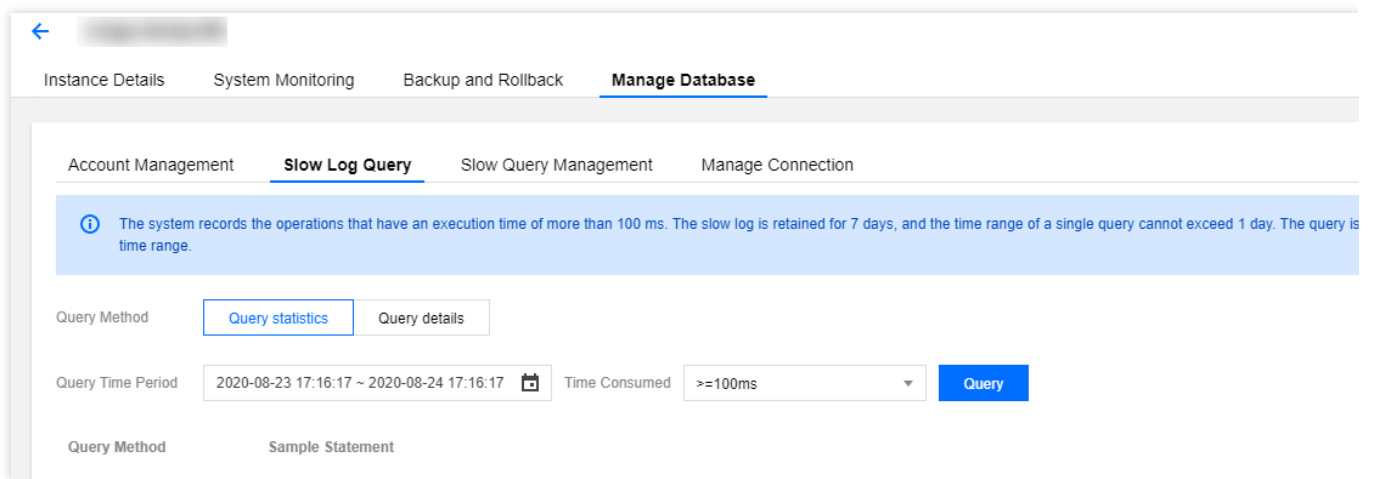 Instance Details System Monitoring Backup and Rollback Manage Database
Account Management Slow Log Query Slow Query Management Manage Connection
The system records the operations that have an execution time of more than 100 ms. The slow log is retained for 7 days, and the time range of a single query cannot exceed 1 day. The query is
time range.
Query Method Query statistics Query details
Query Time Period 2020-08-23 17:16:17 ~ 2020-08-24 17:16:17 Time Consumed >=100ms Query
Query Method Sample Statement